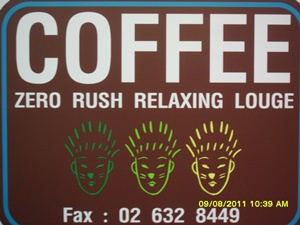 COFFEE
ZERO RUSH RELAXING LOUGE
09/08/2011 10:39 AM
Fax : 02 632 8449